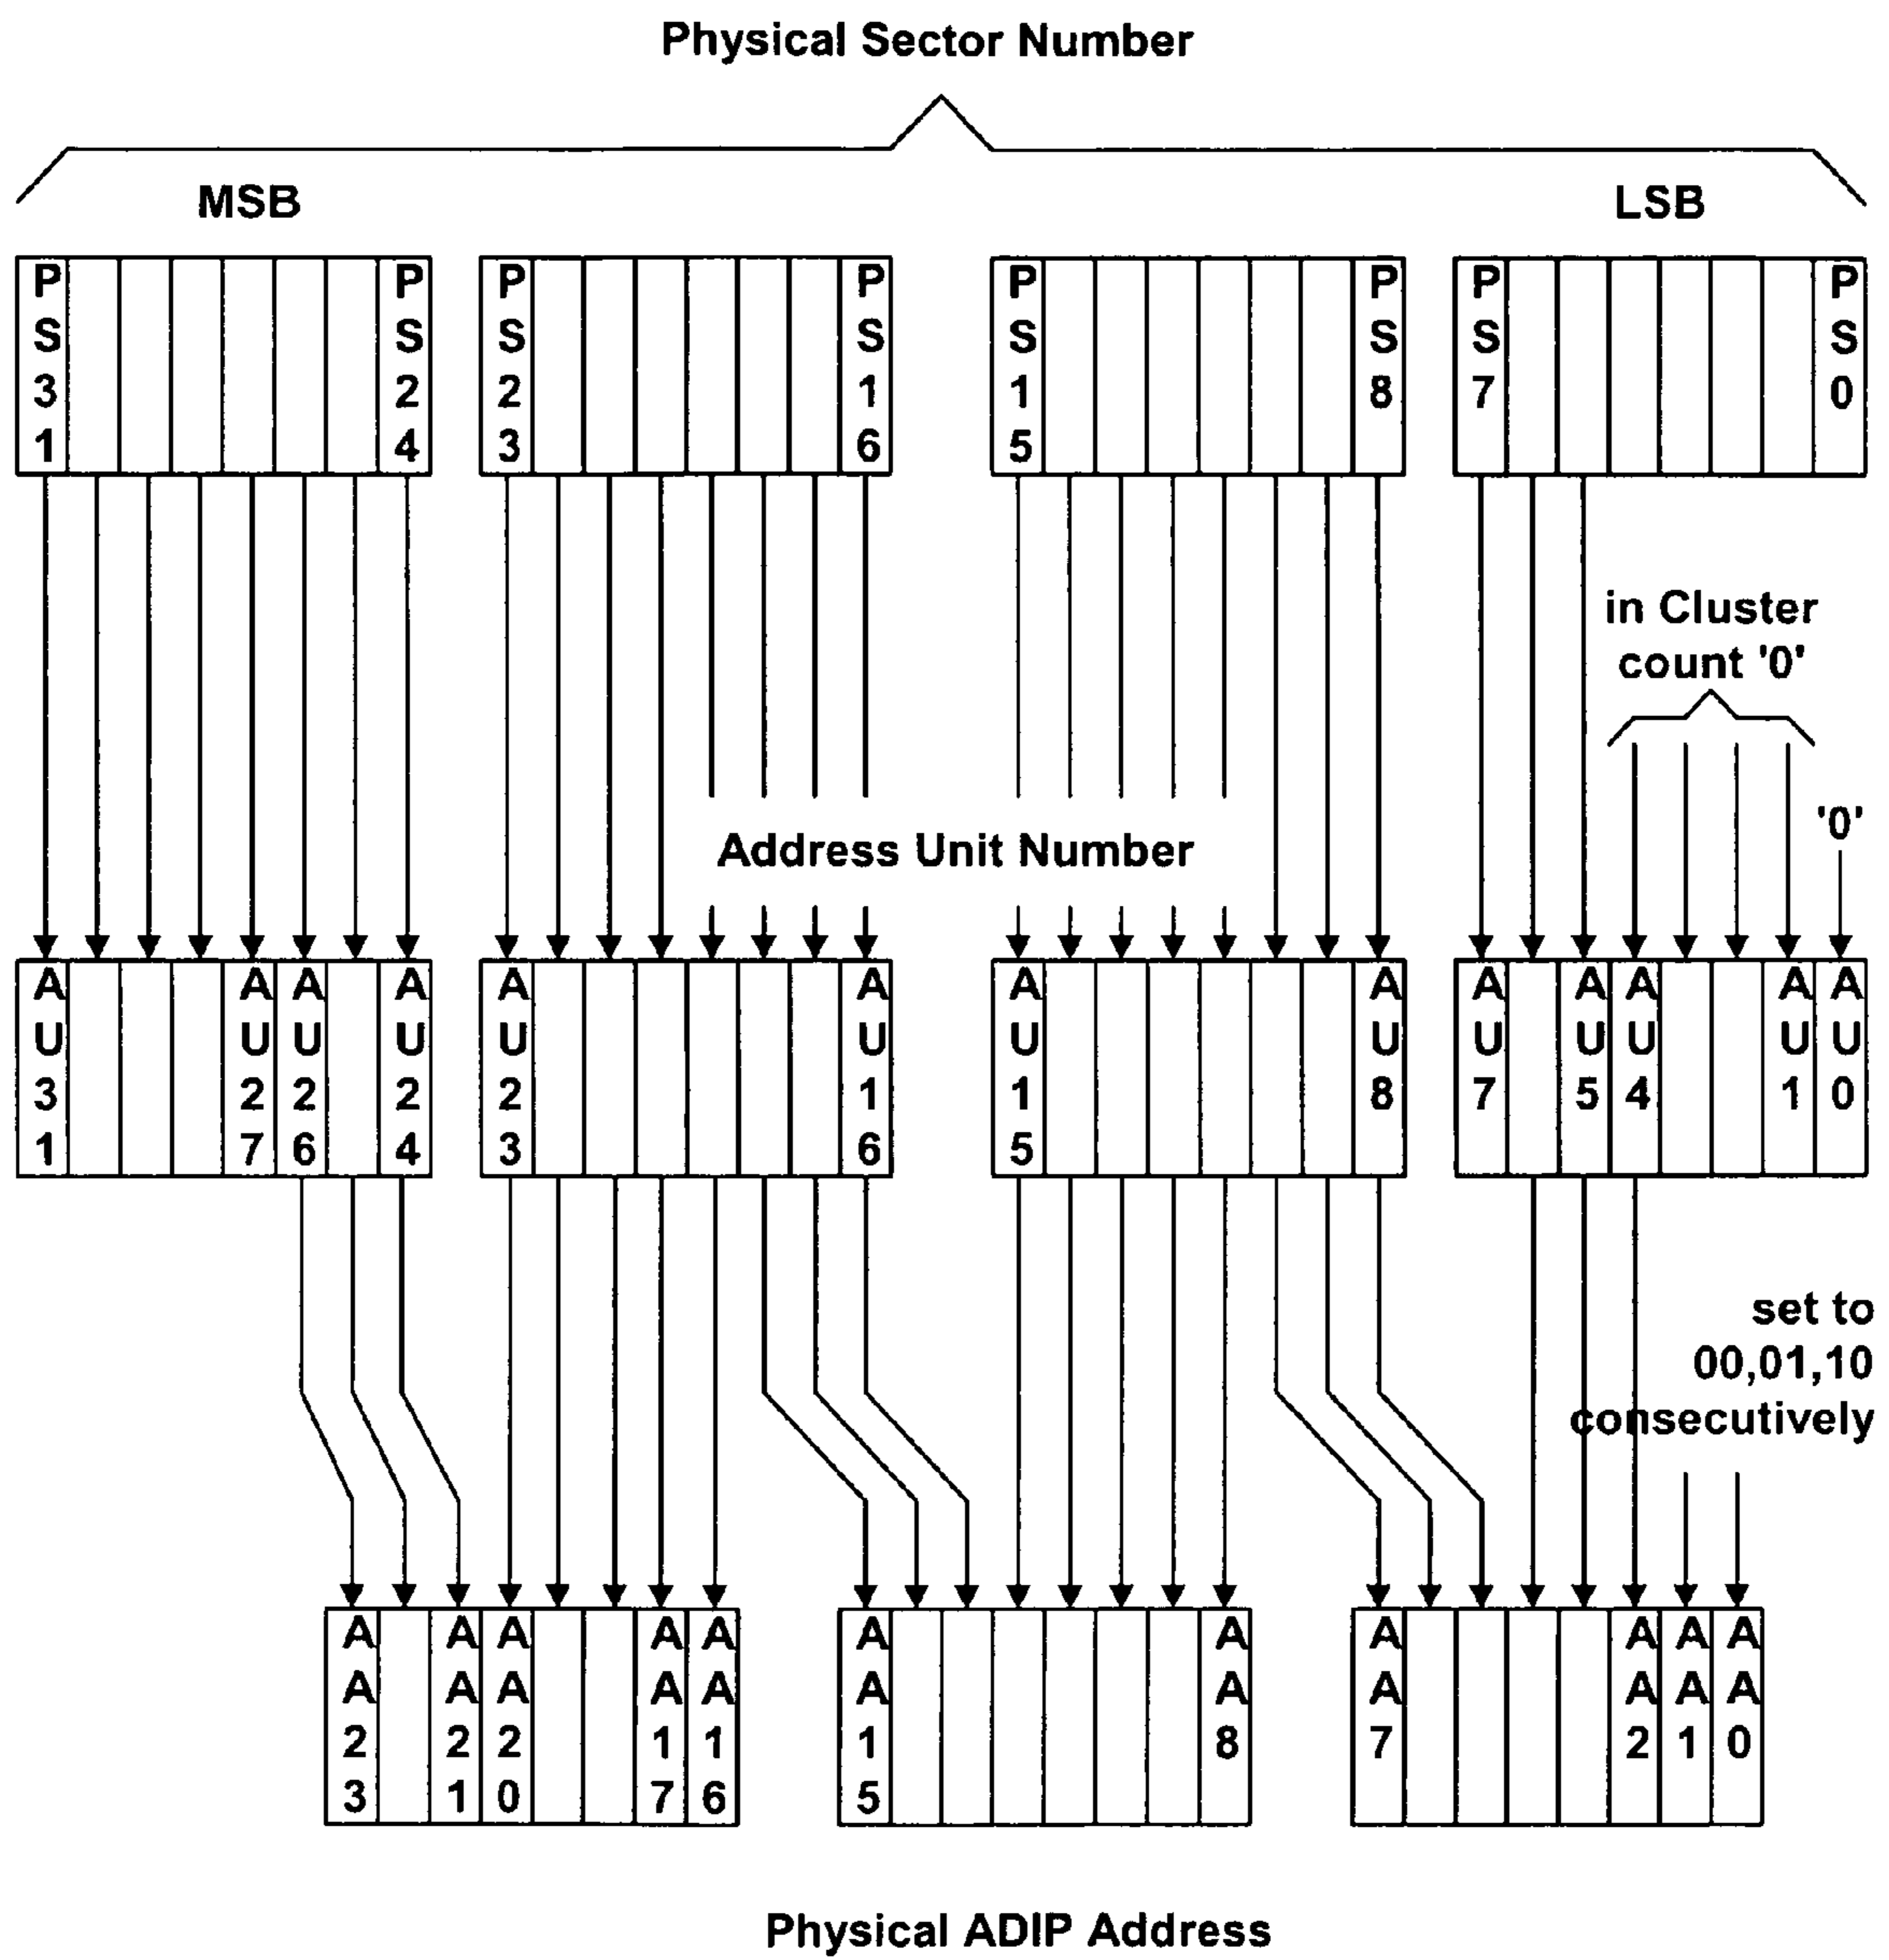 Physical Sector Number
MSB
LSB
PS31
PS24
PS23
PS16
PS15
PS8
PS7
PS0
in Cluster
count '0'
'0'
Address Unit Number
AU31
AU27
AU26
AU24
AU23
AU16
AU15
AU8
AU7
AU5
AU4
AU1
AU0
set to
00,01,10
consecutively
AA23
AA21
AA20
AA17
AA16
AA15
AA8
AA7
AA2
AA1
AA0
Physical ADIP Address